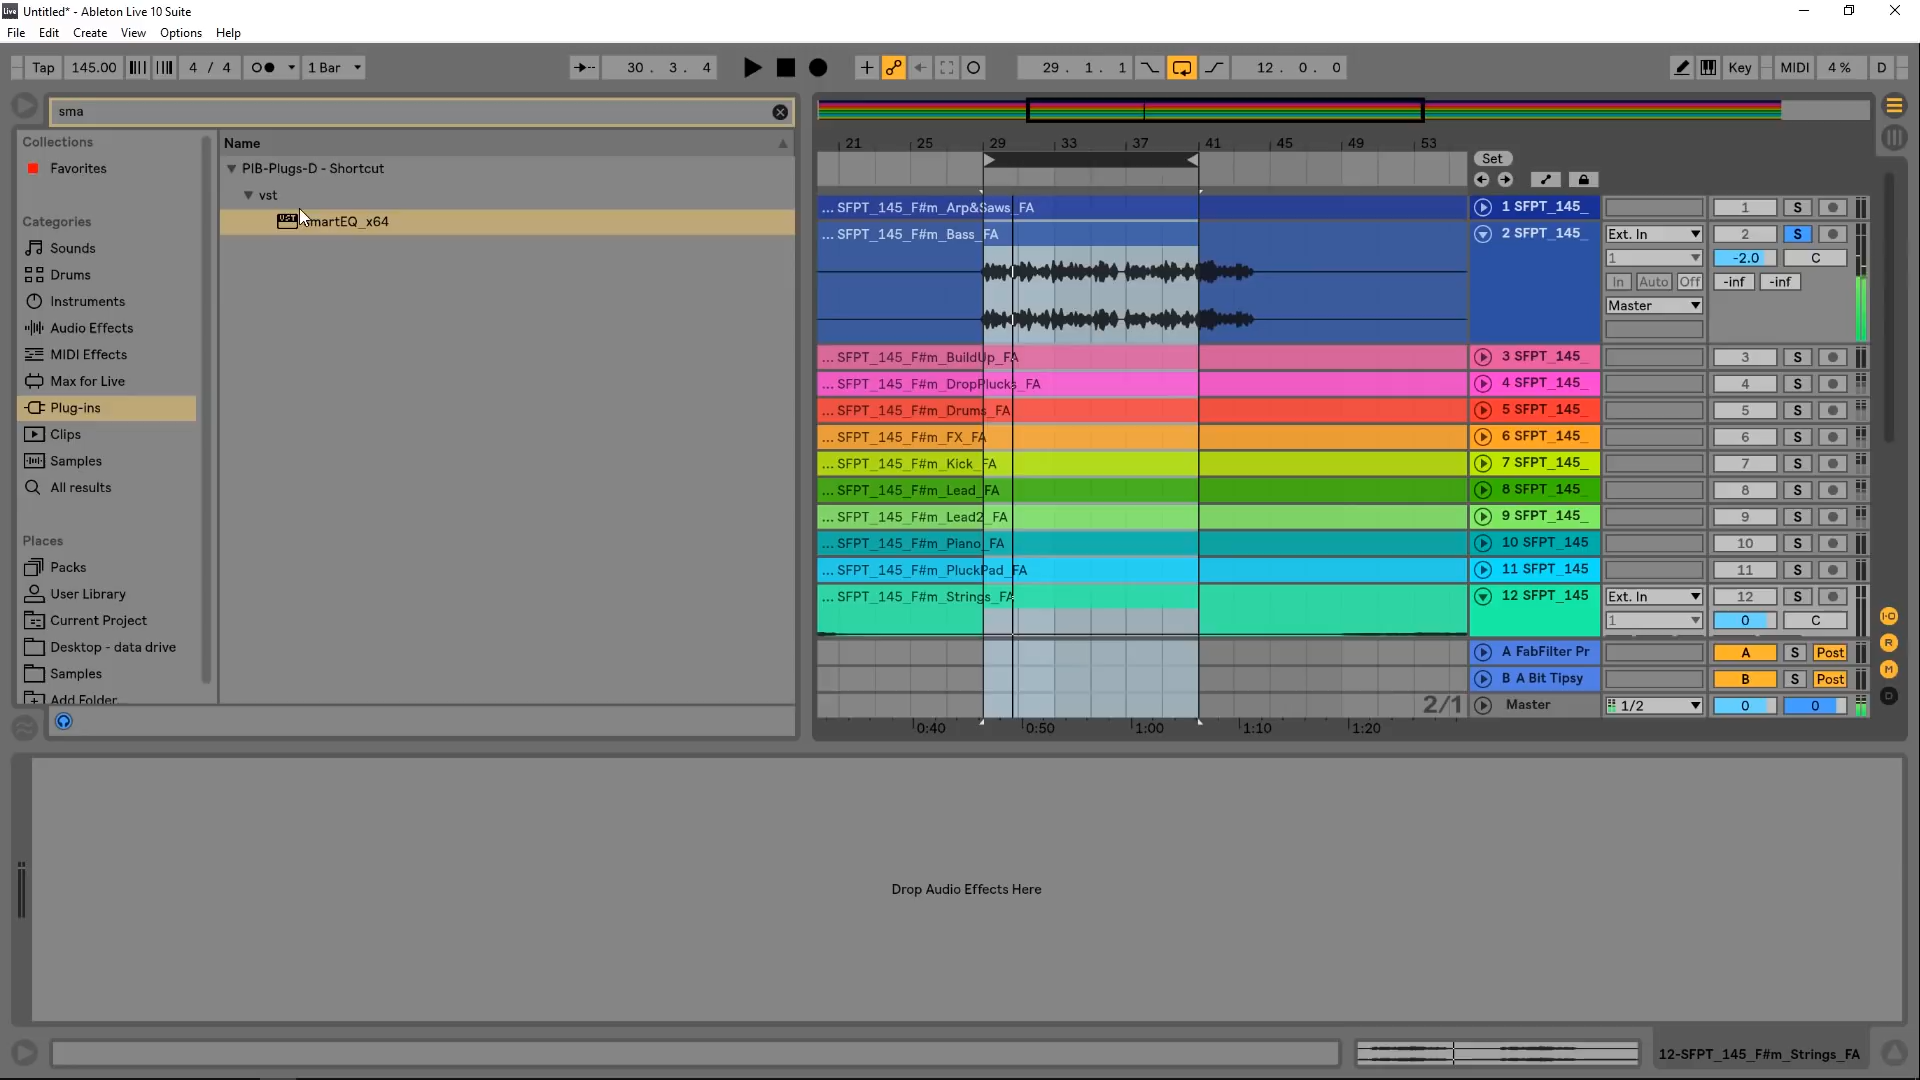 Untitled* - Ableton Live 10 Suite
File Edit Create View Options Help
Tap 145.00 4 / 4 1 Bar 30. 3. 4 29. 1. 1 12. 0. 0 Key MIDI 4% D
sma
Collections
Favorites
Categories
Sounds
Drums
Instruments
Audio Effects
MIDI Effects
Max for Live
Plug-ins
Clips
Samples
All results
Places
Packs
User Library
Current Project
Desktop - data drive
Samples
Add Folder...
Name
PIB-Plugs-D - Shortcut
vst
smartEQ_x64
21 25 29 33 37 41 45 49 53
Set
... SFPT_145_F#m_Arp&Saws_FA 1 SFPT_145_ 1 S
... SFPT_145_F#m_Bass_FA 2 SFPT_145_ Ext. In 2 S
1 -2.0 C
In Auto Off -inf -inf
Master
... SFPT_145_F#m_BuildUp_FA 3 SFPT_145_ 3 S
... SFPT_145_F#m_DropPlucks_FA 4 SFPT_145_ 4 S
... SFPT_145_F#m_Drums_FA 5 SFPT_145_ 5 S
... SFPT_145_F#m_FX_FA 6 SFPT_145_ 6 S
... SFPT_145_F#m_Kick_FA 7 SFPT_145_ 7 S
... SFPT_145_F#m_Lead_FA 8 SFPT_145_ 8 S
... SFPT_145_F#m_Lead2_FA 9 SFPT_145_ 9 S
... SFPT_145_F#m_Piano_FA 10 SFPT_145 10 S
... SFPT_145_F#m_PluckPad_FA 11 SFPT_145 11 S
... SFPT_145_F#m_Strings_FA 12 SFPT_145 Ext. In 12 S
1 0 C
A FabFilter Pr A S Post
B A Bit Tipsy B S Post
2/1 Master 1/2 0 0
0:40 0:50 1:00 1:10 1:20
I-O
R
M
D
Drop Audio Effects Here
12-SFPT_145_F#m_Strings_FA